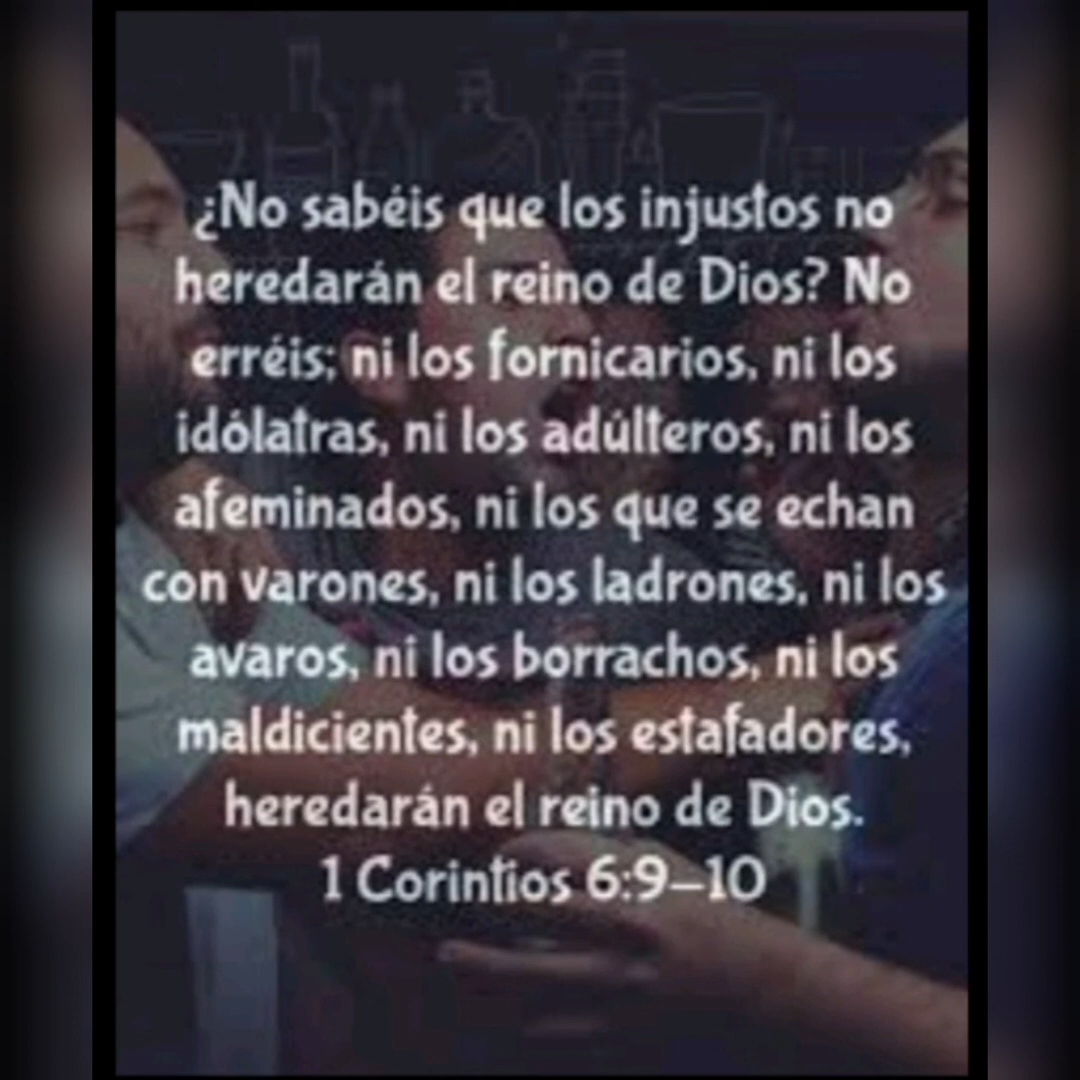 ¿No sabéis que los injustos no
heredarán el reino de Dios? No
erréis; ni los fornicarios, ni los
idólatras, ni los adúlteros, ni los
afeminados, ni los que se echan
con varones, ni los ladrones, ni los
avaros, ni los borrachos, ni los
maldicientes, ni los estafadores,
heredarán el reino de Dios.
1 Corintios 6:9–10